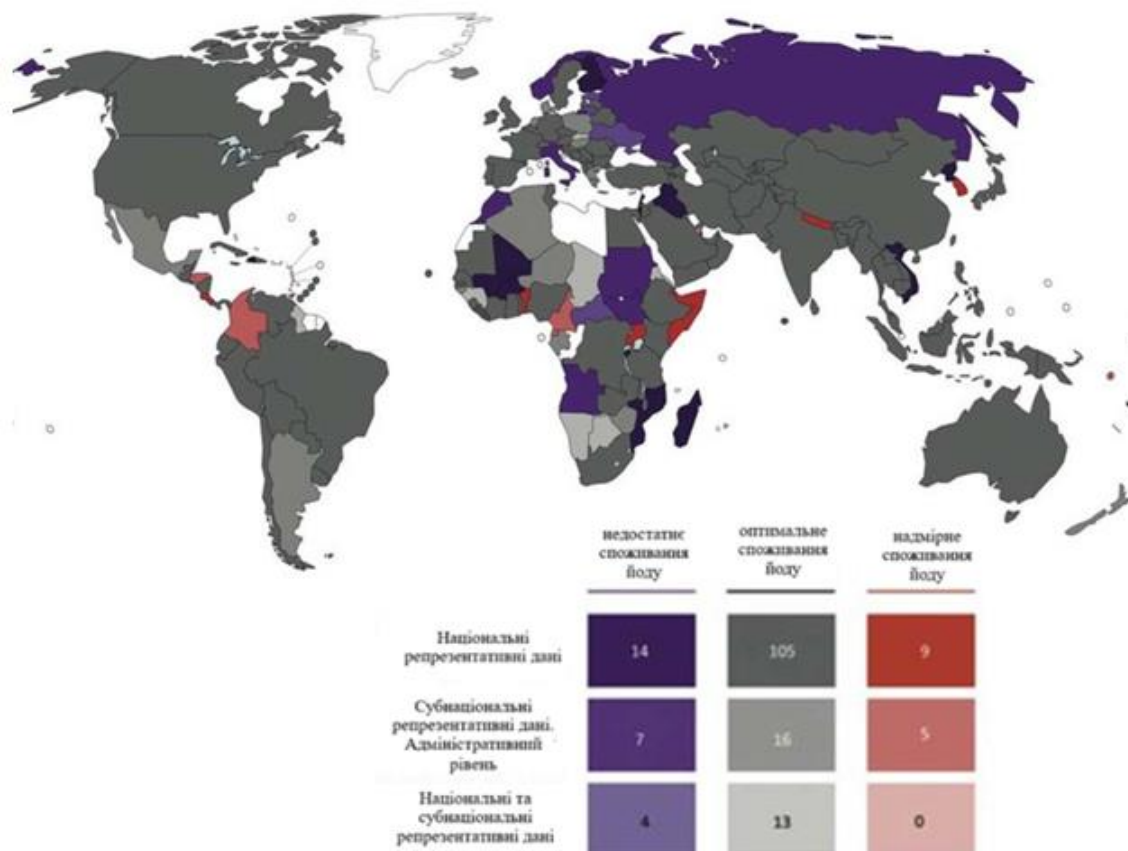 недостатнє
споживання
йоду
оптимальне
споживання
йоду
надмірне
споживання
йоду
Національні
репрезентативні дані
14
105
9
Субнаціональні
репрезентативні дані.
Адміністративний
рівень
7
16
5
Національні та
субнаціональні
репрезентативні дані
4
13
0